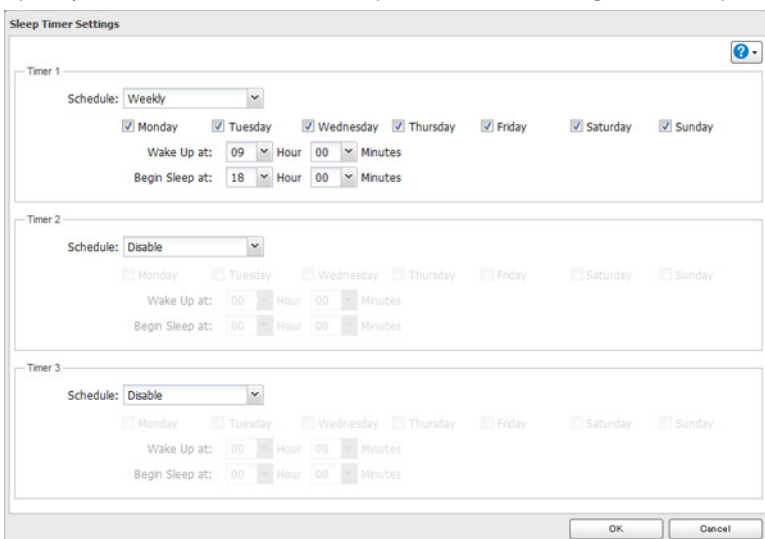 Sleep Timer Settings
?
Timer 1
Schedule: Weekly
Monday Tuesday Wednesday Thursday Friday Saturday Sunday
Wake Up at: 09 Hour 00 Minutes
Begin Sleep at: 18 Hour 00 Minutes
Timer 2
Schedule: Disable
Monday Tuesday Wednesday Thursday Friday Saturday Sunday
Wake Up at: 00 Hour 00 Minutes
Begin Sleep at: 00 Hour 00 Minutes
Timer 3
Schedule: Disable
Monday Tuesday Wednesday Thursday Friday Saturday Sunday
Wake Up at: 00 Hour 00 Minutes
Begin Sleep at: 00 Hour 00 Minutes
OK Cancel